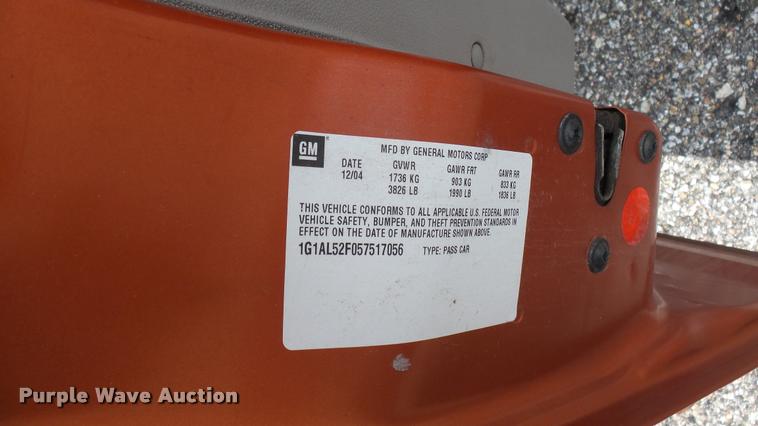 GM
MFD BY GENERAL MOTORS CORP
DATE GVWR GAWR FRT GAWR RR
12/04 1736 KG 903 KG 833 KG
3826 LB 1990 LB 1836 LB
THIS VEHICLE CONFORMS TO ALL APPLICABLE U.S. FEDERAL MOTOR
VEHICLE SAFETY, BUMPER, AND THEFT PREVENTION STANDARDS IN
EFFECT ON THE DATE OF MANUFACTURE SHOWN ABOVE.
1G1AL52F057517056 TYPE: PASS CAR
Purple Wave Auction